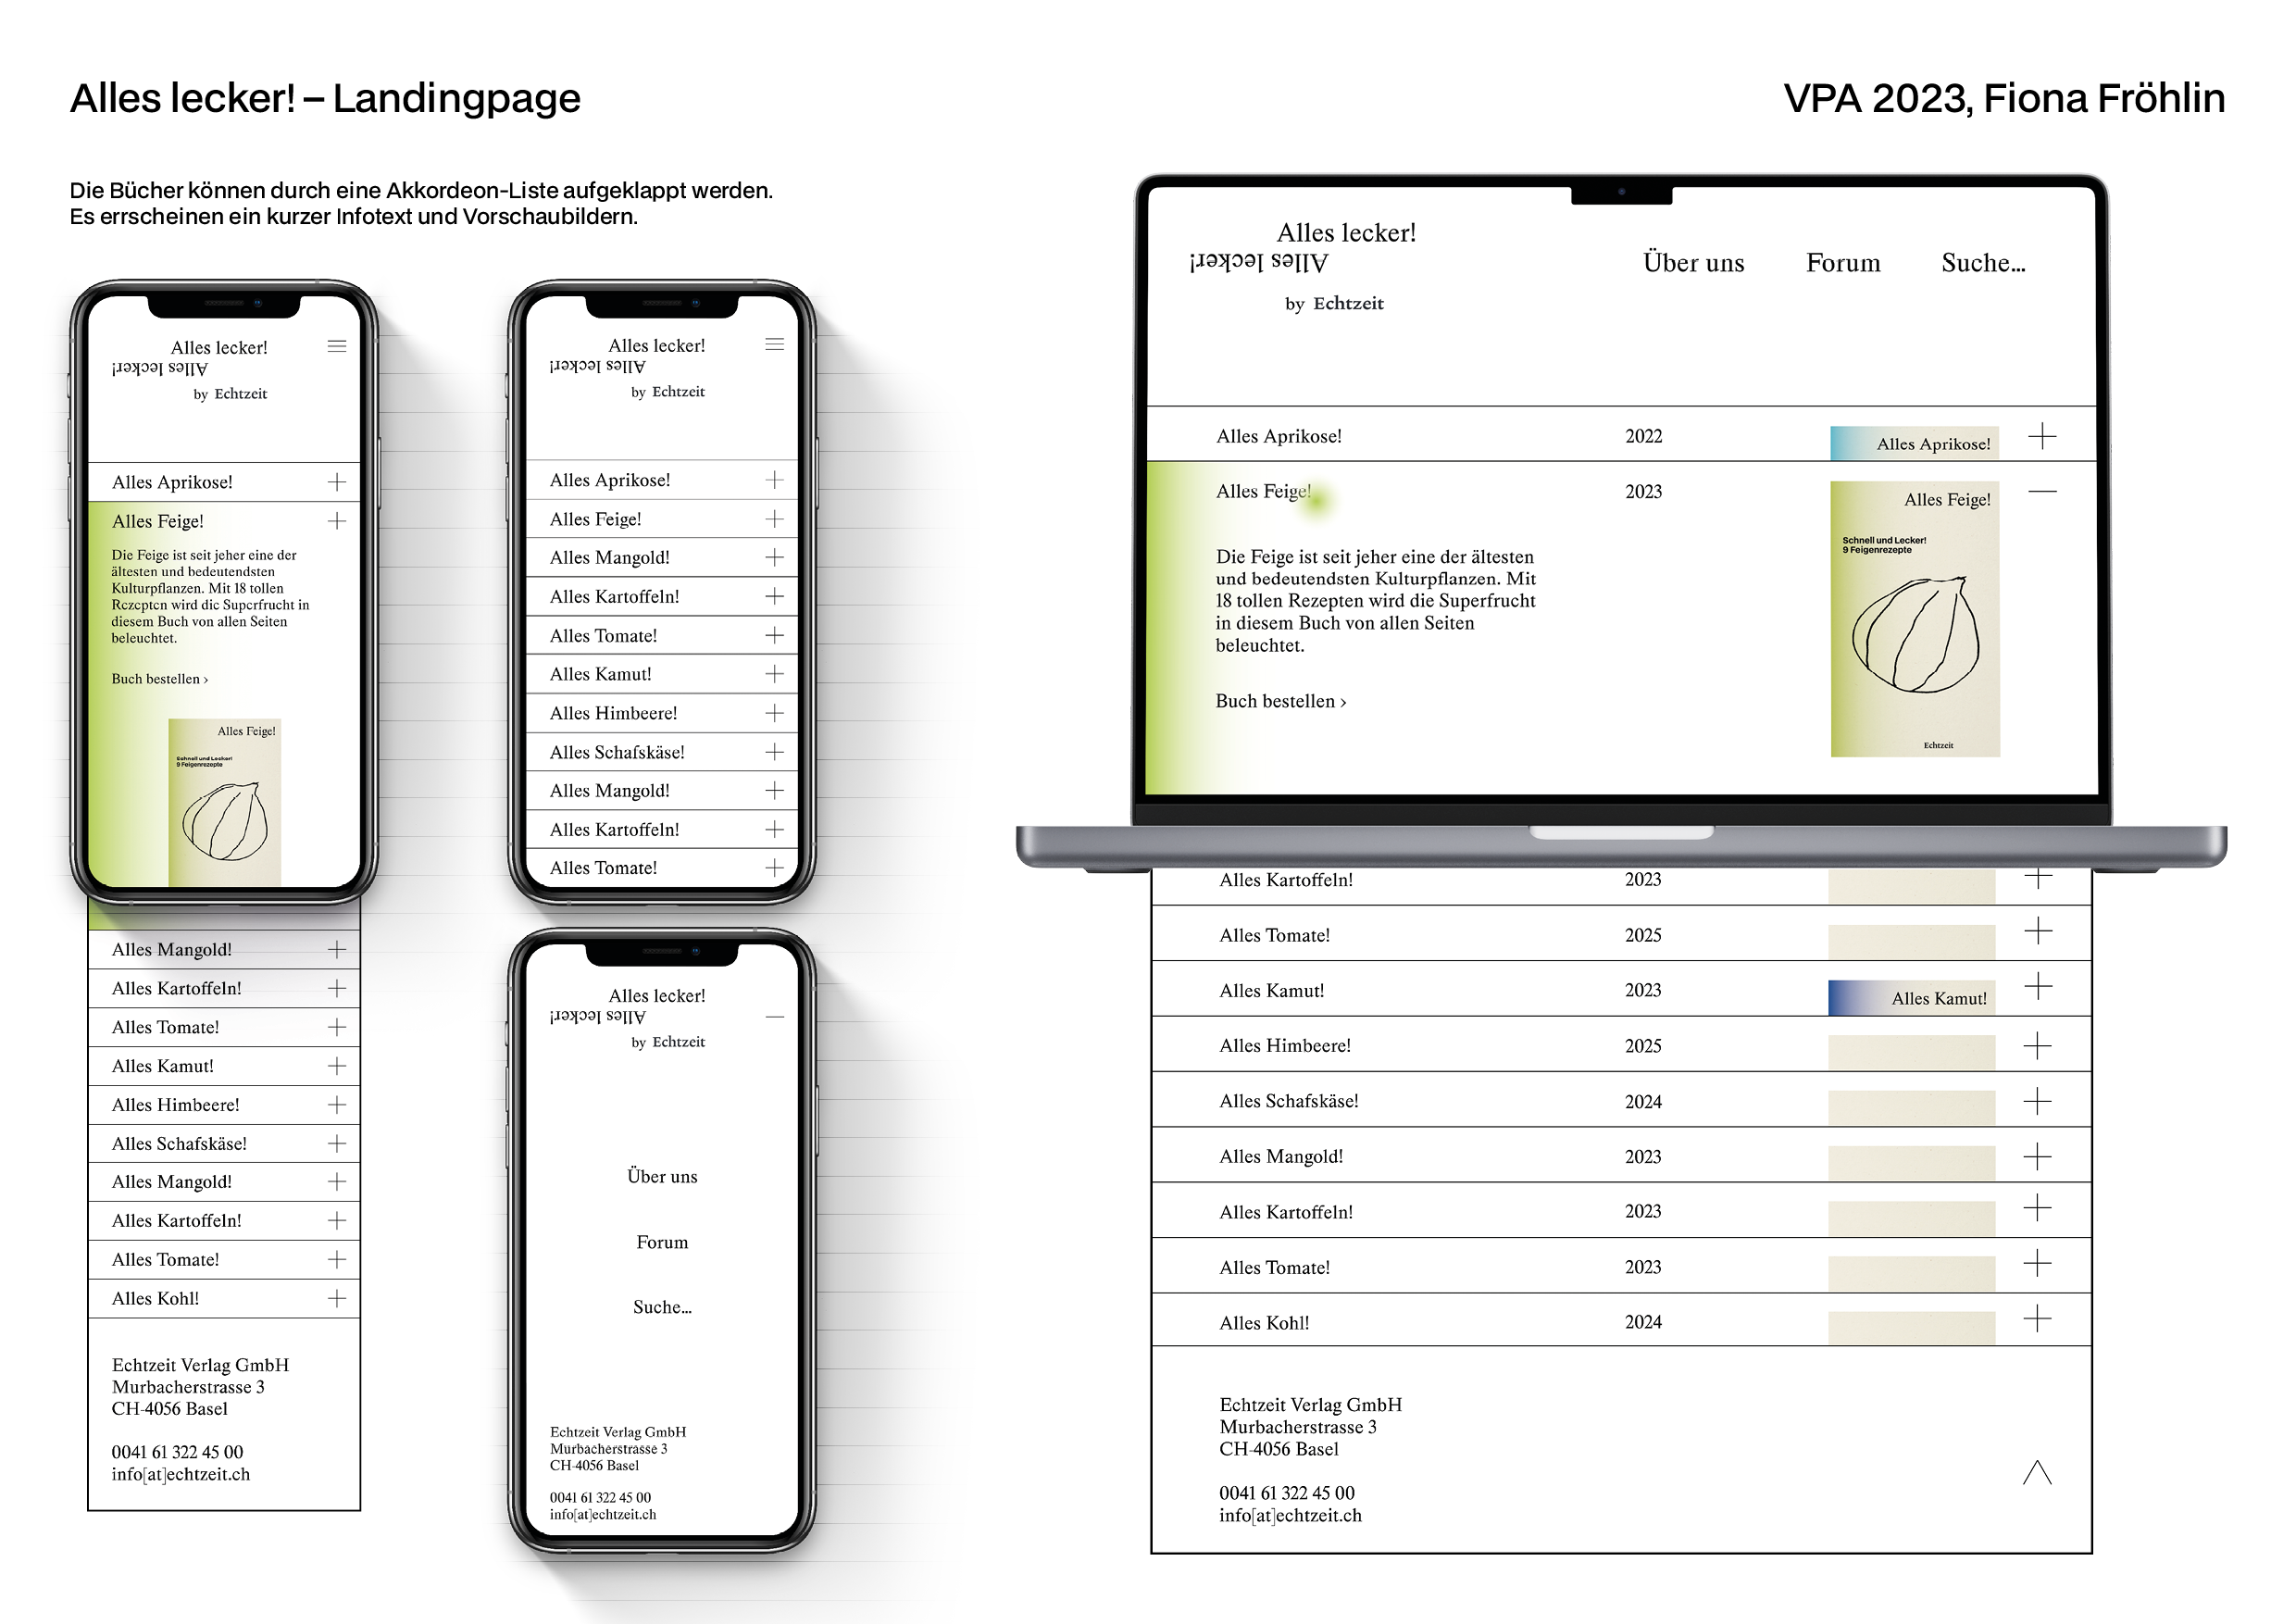 Alles lecker! – Landingpage
VPA 2023, Fiona Fröhlin
Die Bücher können durch eine Akkordeon-Liste aufgeklappt werden.
Es errscheinen ein kurzer Infotext und Vorschaubildern.
Alles lecker!
Alles lecker!
by Echtzeit
Alles Aprikose!
Alles Feige!
Die Feige ist seit jeher eine der
ältesten und bedeutendsten
Kulturpflanzen. Mit 18 tollen
Rezepten wird die Superfrucht in
diesem Buch von allen Seiten
beleuchtet.
Buch bestellen ›
Alles Feige!
Schnell und Lecker!
9 Feigenrezepte
Alles Mangold!
Alles Kartoffeln!
Alles Tomate!
Alles Kamut!
Alles Himbeere!
Alles Schafskäse!
Alles Mangold!
Alles Kartoffeln!
Alles Tomate!
Alles Kohl!
Echtzeit Verlag GmbH
Murbacherstrasse 3
CH-4056 Basel
0041 61 322 45 00
info[at]echtzeit.ch
Alles lecker!
Alles lecker!
by Echtzeit
Alles Aprikose!
Alles Feige!
Alles Mangold!
Alles Kartoffeln!
Alles Tomate!
Alles Kamut!
Alles Himbeere!
Alles Schafskäse!
Alles Mangold!
Alles Kartoffeln!
Alles Tomate!
Alles lecker!
Alles lecker!
by Echtzeit
Über uns
Forum
Suche...
Echtzeit Verlag GmbH
Murbacherstrasse 3
CH-4056 Basel
0041 61 322 45 00
info[at]echtzeit.ch
Alles lecker!
Alles lecker!
by Echtzeit
Über uns Forum Suche...
Alles Aprikose! 2022 Alles Aprikose!
Alles Feige! 2023
Die Feige ist seit jeher eine der ältesten
und bedeutendsten Kulturpflanzen. Mit
18 tollen Rezepten wird die Superfrucht
in diesem Buch von allen Seiten
beleuchtet.
Buch bestellen ›
Alles Feige!
Schnell und Lecker!
9 Feigenrezepte
Echtzeit
Alles Kartoffeln! 2023
Alles Tomate! 2025
Alles Kamut! 2023 Alles Kamut!
Alles Himbeere! 2025
Alles Schafskäse! 2024
Alles Mangold! 2023
Alles Kartoffeln! 2023
Alles Tomate! 2023
Alles Kohl! 2024
Echtzeit Verlag GmbH
Murbacherstrasse 3
CH-4056 Basel
0041 61 322 45 00
info[at]echtzeit.ch